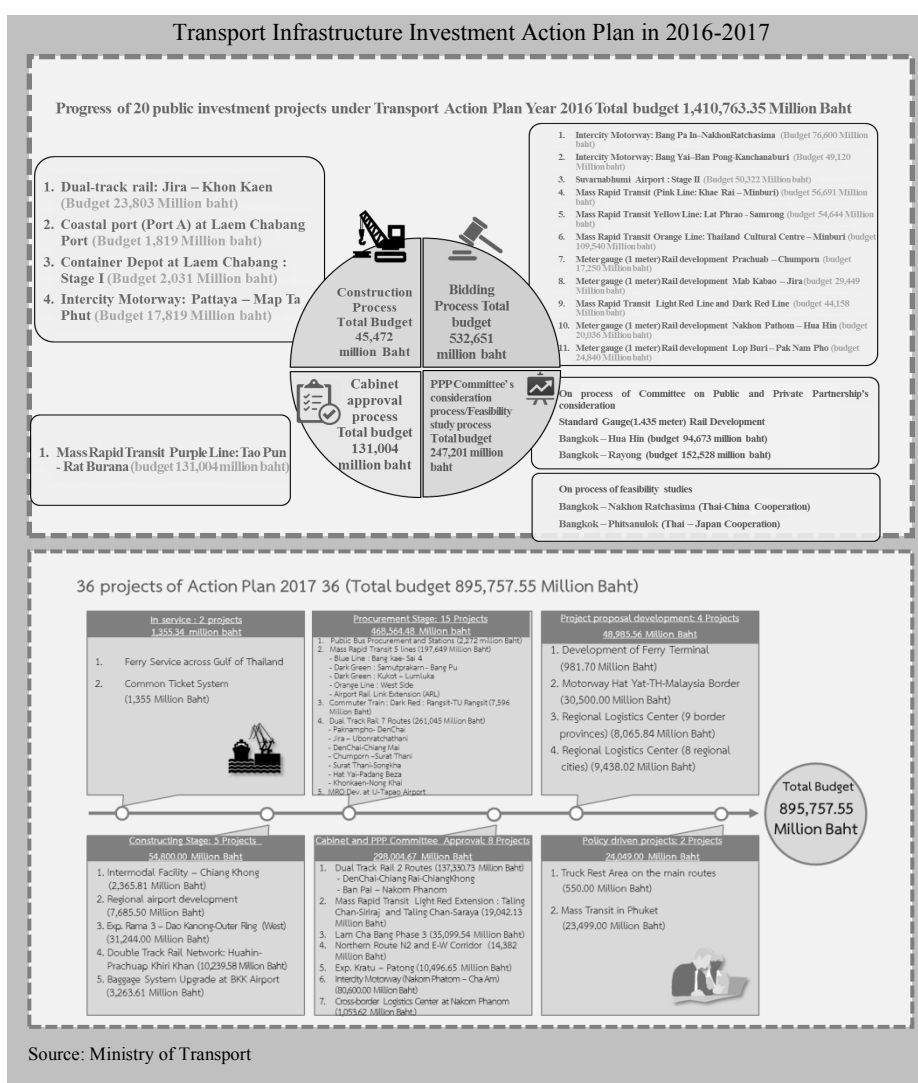 Transport Infrastructure Investment Action Plan in 2016-2017
Progress of 20 public investment projects under Transport Action Plan Year 2016 Total budget 1,410,763.35 Million Baht
1. Dual-track rail: Jira – Khon Kaen
(Budget 23,803 Million baht)
2. Coastal port (Port A) at Laem Chabang
Port (Budget 1,819 Million baht)
3. Container Depot at Laem Chabang :
Stage I (Budget 2,031 Million baht)
4. Intercity Motorway: Pattaya – Map Ta
Phut (Budget 17,819 Million baht)
Construction
Process
Total Budget
45,472
million Baht
Bidding
Process Total
budget
532,651
million baht
1. Intercity Motorway: Bang Pa In–NakhonRatchasima (Budget 76,600 Million
baht)
2. Intercity Motorway: Bang Yai–Ban Pong-Kanchanaburi (Budget 49,120
Million baht)
3. Suvarnabhumi Airport : Stage II (Budget 50,322 Million baht)
4. Mass Rapid Transit (Pink Line: Khae Rai – Minburi) (budget 56,691 Million
baht)
5. Mass Rapid Transit Yellow Line: Lat Phrao - Samrong (budget 54,644 Million
baht)
6. Mass Rapid Transit Orange Line: Thailand Cultural Centre – Minburi (budget
109,540 Million baht)
7. Meter gauge (1 meter) Rail development Prachuab – Chumporn (budget
17,250 Million baht)
8. Meter gauge (1 meter) Rail development Mab Kabao – Jira (budget 29,449
Million baht)
9. Mass Rapid Transit Light Red Line and Dark Red Line (budget 44,158
Million baht)
10. Meter gauge (1 meter) Rail development Nakhon Pathom – Hua Hin (budget
20,036 Million baht)
11. Meter gauge (1 meter) Rail development Lop Buri – Pak Nam Pho (budget
24,840 Million baht)
1. Mass Rapid Transit Purple Line: Tao Pun
- Rat Burana (budget 131,004 million baht)
Cabinet
approval
process
Total budget
131,004
million baht
PPP Committee's
consideration
process/Feasibility
study process
Total budget
247,201 million
baht
On process of Committee on Public and Private Partnership's
consideration
Standard Gauge(1.435 meter) Rail Development
Bangkok – Hua Hin (budget 94,673 million baht)
Bangkok – Rayong (budget 152,528 million baht)
On process of feasibility studies
Bangkok – Nakhon Ratchasima (Thai-China Cooperation)
Bangkok – Phitsanulok (Thai – Japan Cooperation)
36 projects of Action Plan 2017 36 (Total budget 895,757.55 Million Baht)
In service : 2 projects
1,355.34 million baht
1. Ferry Service across Gulf of Thailand
2. Common Ticket System
(1,355 Million Baht)
Procurement Stage: 15 Projects
468,564.48 Million baht
1. Public Bus Procurement and Stations (2,272 million Baht)
2. Mass Rapid Transit 5 lines (197,649 Million Baht)
- Blue Line : Bang kae- Sai 4
- Dark Green : Samutprakarn - Bang Pu
- Dark Green : Kukot – Lumluka
- Orange Line : West Side
- Airport Rail Link Extension (ARL)
3. Commuter Train : Dark Red : Rangsit-TU Rangsit (7,596
Million Baht)
4. Dual Track Rail 7 Routes (261,045 Million Baht)
- Paknampho- DenChai
- Jira – Ubonratchathani
- DenChai-Chiang Mai
- Chumporn –Surat Thani
- Surat Thani-Songkha
- Hat Yai-Padang Beza
- Khonkaen-Nong Khai
5. MRO Dev. at U-Tapao Airport
Project proposal development: 4 Projects
48,985.56 Million Baht
1. Development of Ferry Terminal
(981.70 Million Baht)
2. Motorway Hat Yat-TH-Malaysia Border
(30,500.00 Million Baht)
3. Regional Logistics Center (9 border
provinces) (8,065.84 Million Baht)
4. Regional Logistics Center (8 regional
cities) (9,438.02 Million Baht)
Total Budget
895,757.55
Million Baht
Constructing Stage: 5 Projects
54,800.00 Million Baht
1. Intermodal Facility – Chiang Khong
(2,365.81 Million Baht)
2. Regional airport development
(7,685.50 Million Baht)
3. Exp. Rama 3 – Dao Kanong-Outer Ring (West)
(31,244.00 Million Baht)
4. Double Track Rail Network: Huahin-
Prachuap Khiri Khan (10,239.58 Million Baht)
5. Baggage System Upgrade at BKK Airport
(3,263.61 Million Baht)
Cabinet and PPP Committee Approval: 8 Projects
298,004.67 Million Baht
1. Dual Track Rail 2 Routes (137,330.73 Million Baht)
- DenChai-Chiang Rai-ChiangKhong
- Ban Pai – Nakorn Phanom
2. Mass Rapid Transit Light Red Extension : Taling
Chan-Siriraj and Taling Chan-Saraya (19,042.13
Million Baht)
3. Lam Cha Bang Phase 3 (35,099.54 Million Baht)
4. Northern Route N2 and E-W Corridor (14,382
Million Baht)
5. Exp. Kratu – Patong (10,496.65 Million Baht)
6. Intercity Motorway (Nakorn Phatom – Cha Am)
(80,600.00 Million Baht)
7. Cross-border Logistics Center at Nakorn Phanom
(1,053.62 Million Baht)
Policy driven projects: 2 Projects
24,049.00 Million Baht
1. Truck Rest Area on the main routes
(550.00 Million Baht)
2. Mass Transit in Phuket
(23,499.00 Million Baht)
Source: Ministry of Transport